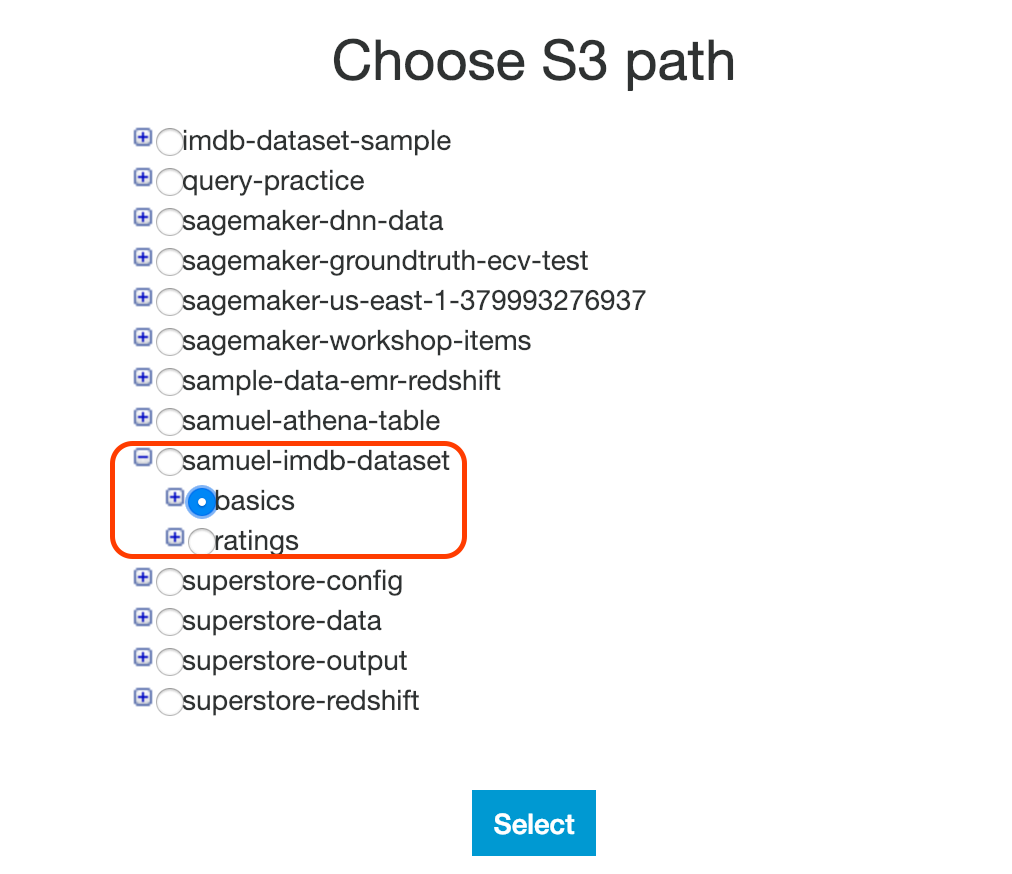 Choose S3 path
imdb-dataset-sample
query-practice
sagemaker-dnn-data
sagemaker-groundtruth-ecv-test
sagemaker-us-east-1-379993276937
sagemaker-workshop-items
sample-data-emr-redshift
samuel-athena-table
samuel-imdb-dataset
basics
ratings
superstore-config
superstore-data
superstore-output
superstore-redshift
Select